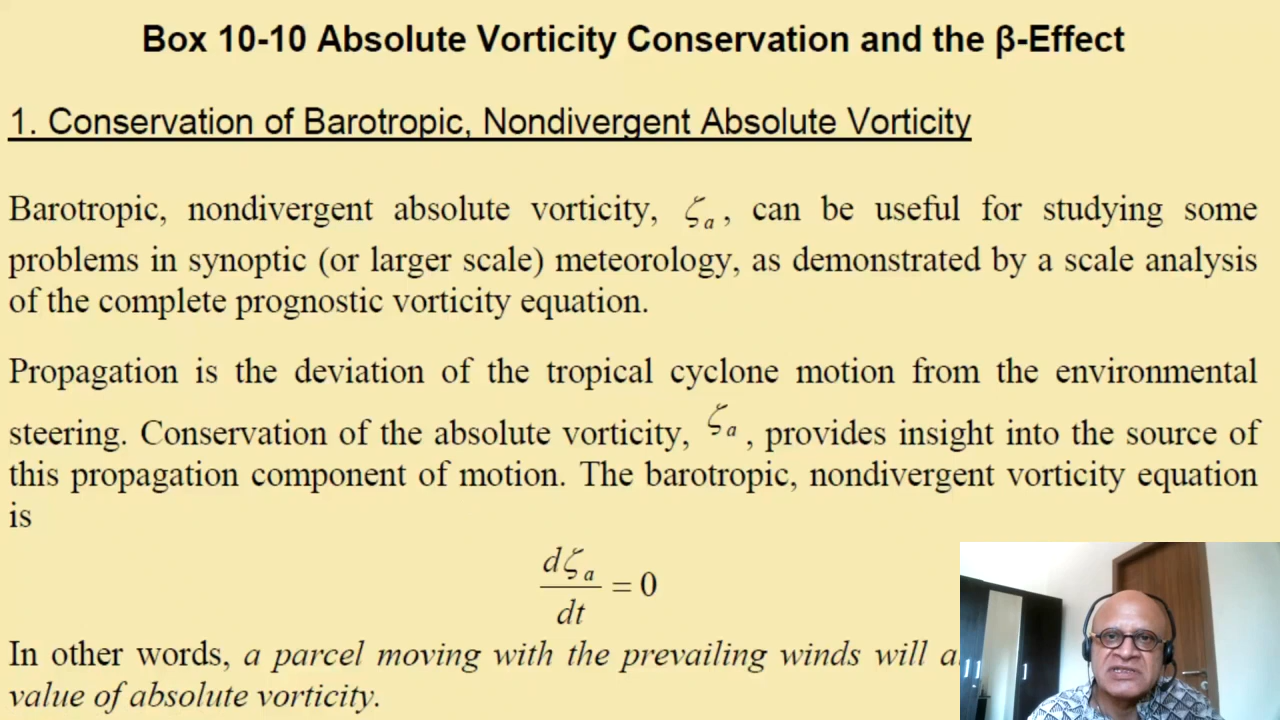 Box 10-10 Absolute Vorticity Conservation and the β-Effect
1. Conservation of Barotropic, Nondivergent Absolute Vorticity
Barotropic, nondivergent absolute vorticity, ζₐ, can be useful for studying some
problems in synoptic (or larger scale) meteorology, as demonstrated by a scale analysis
of the complete prognostic vorticity equation.
Propagation is the deviation of the tropical cyclone motion from the environmental
steering. Conservation of the absolute vorticity, ζₐ, provides insight into the source of
this propagation component of motion. The barotropic, nondivergent vorticity equation
is
dζₐ/dt = 0
In other words, a parcel moving with the prevailing winds will
value of absolute vorticity.